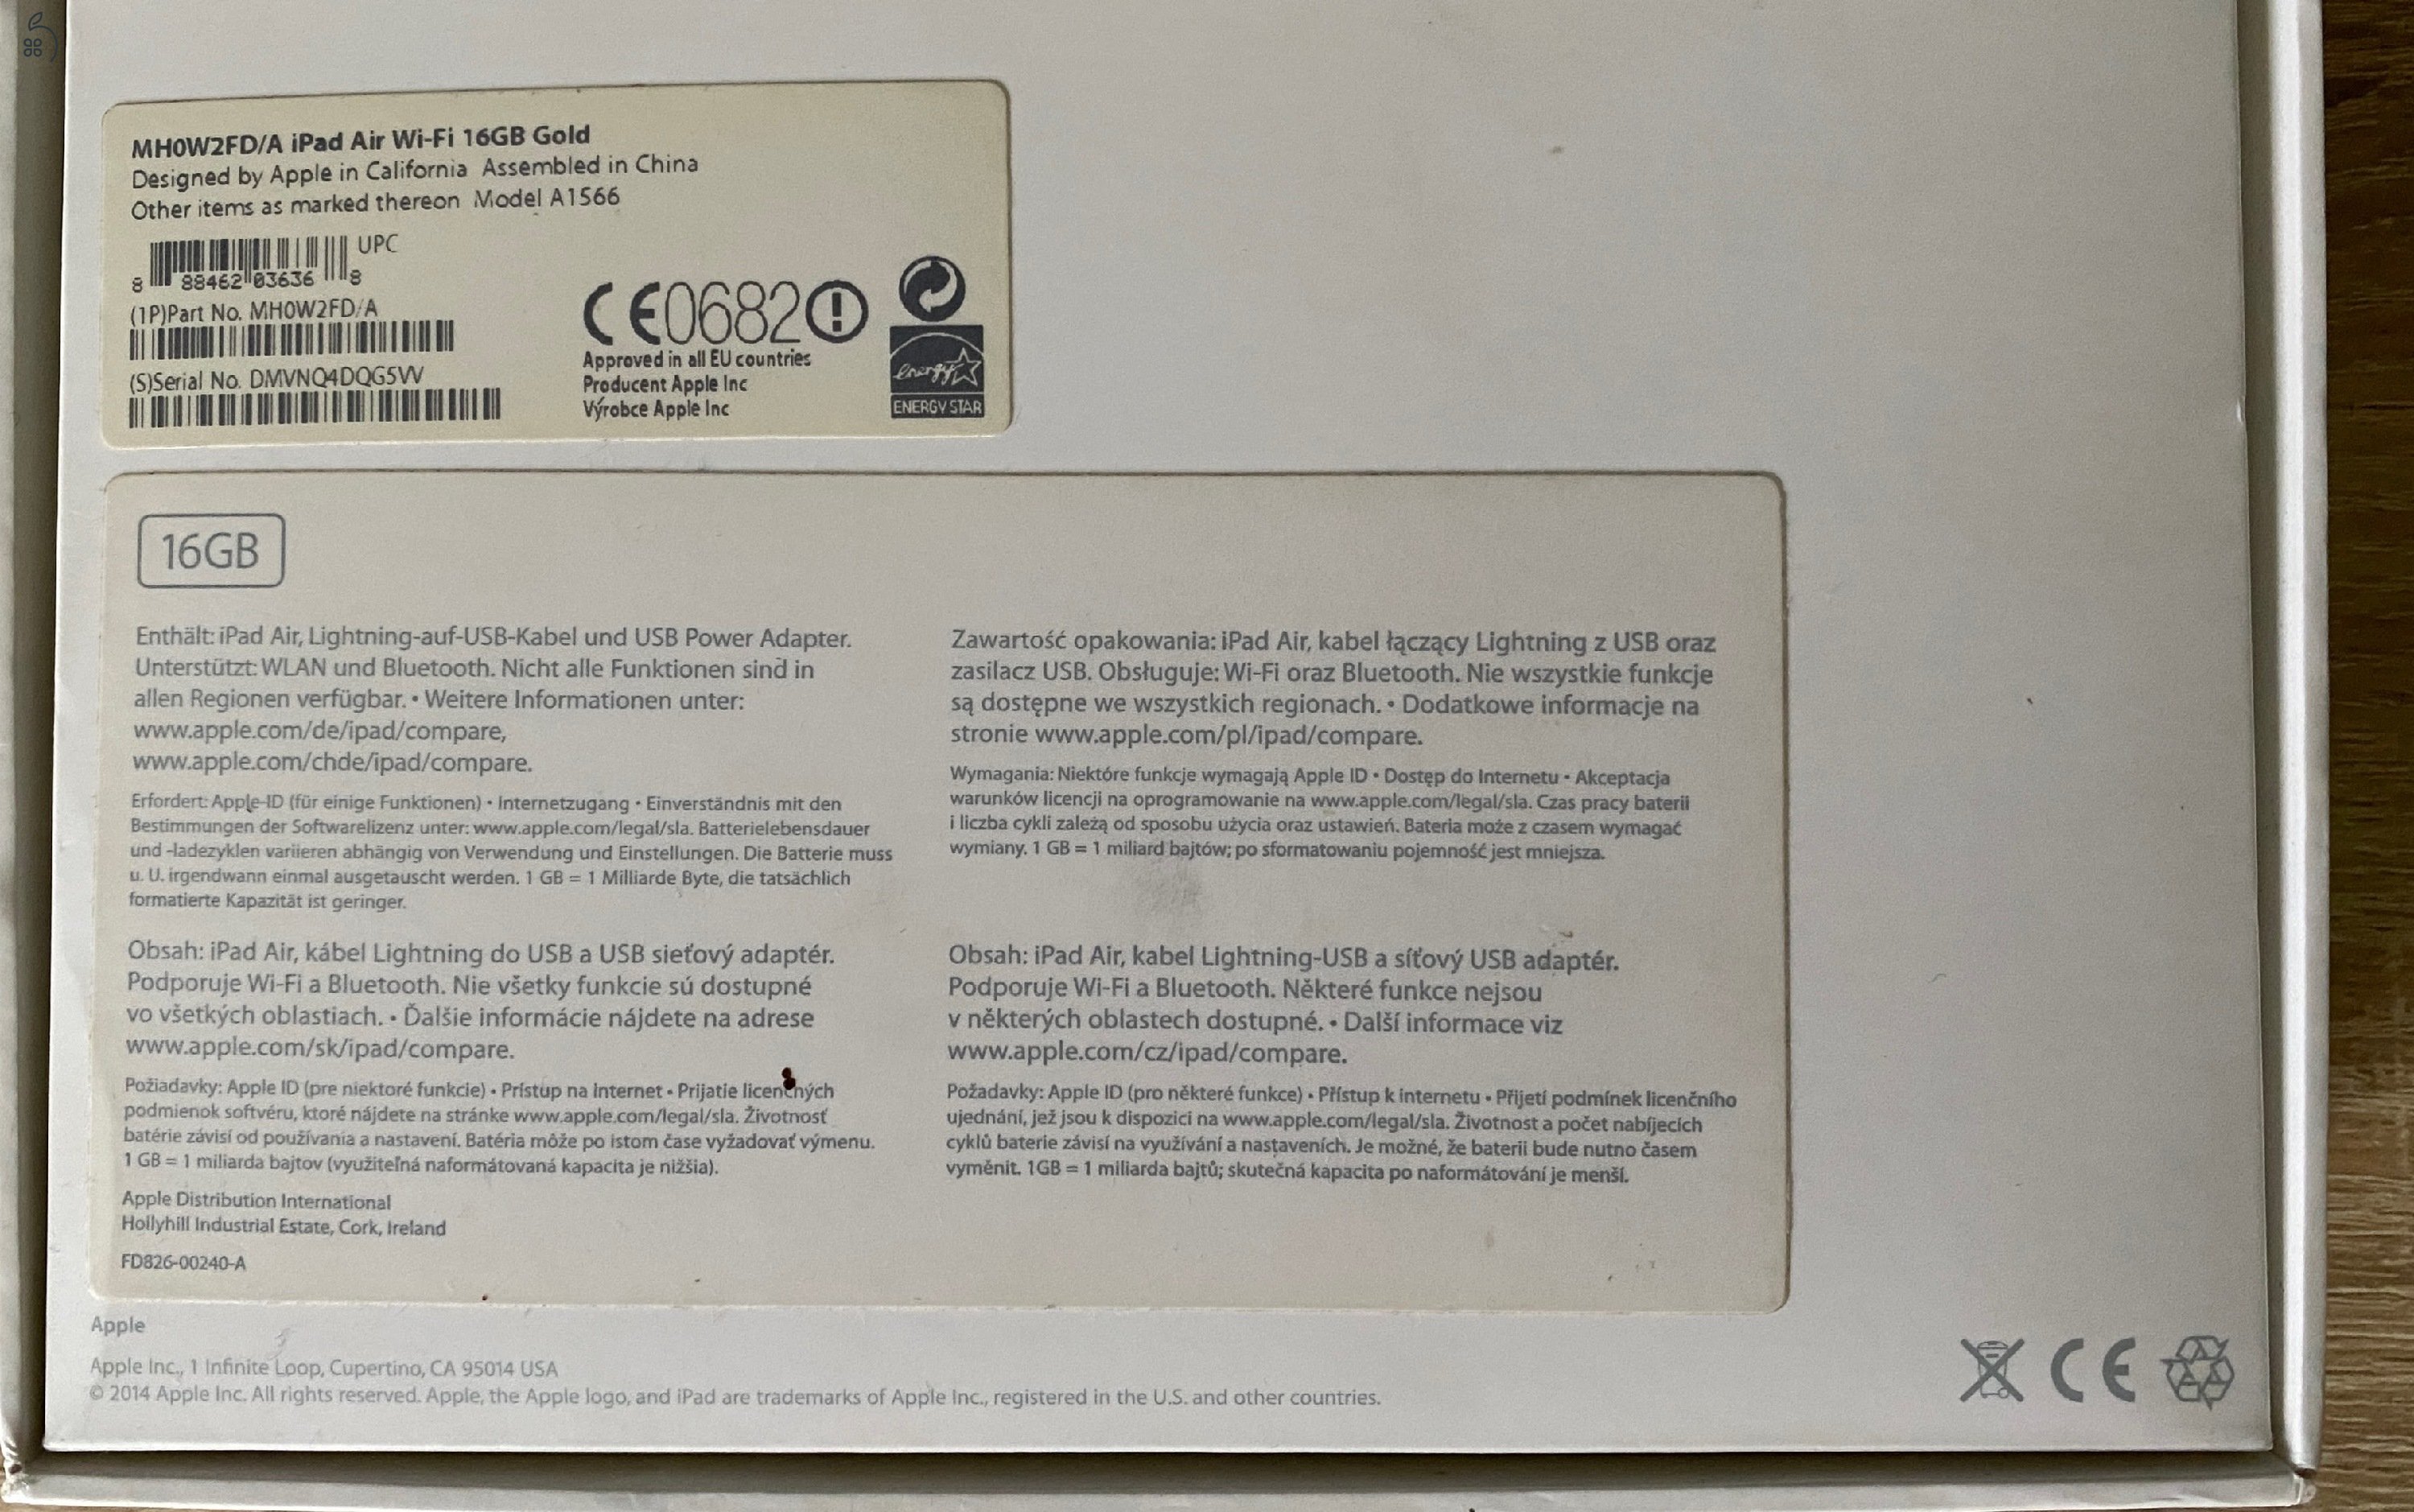 MH0W2FD/A iPad Air Wi-Fi 16GB Gold
Designed by Apple in California Assembled in China
Other items as marked thereon Model A1566
UPC
8 88462 03636 8
(1P)Part No. MH0W2FD/A
(S)Serial No. DMVNQ4DQG5VV
CE0682
Approved in all EU countries
Producent Apple Inc
Výrobce Apple Inc
energy
ENERGY STAR
16GB
Enthält: iPad Air, Lightning-auf-USB-Kabel und USB Power Adapter.
Unterstützt: WLAN und Bluetooth. Nicht alle Funktionen sind in
allen Regionen verfügbar. • Weitere Informationen unter:
www.apple.com/de/ipad/compare,
www.apple.com/chde/ipad/compare.
Erfordert: Apple-ID (für einige Funktionen) • Internetzugang • Einverständnis mit den
Bestimmungen der Softwarelizenz unter: www.apple.com/legal/sla. Batterielebensdauer
und -ladezyklen variieren abhängig von Verwendung und Einstellungen. Die Batterie muss
u. U. irgendwann einmal ausgetauscht werden. 1 GB = 1 Milliarde Byte, die tatsächlich
formatierte Kapazität ist geringer.
Zawartość opakowania: iPad Air, kabel łączący Lightning z USB oraz
zasilacz USB. Obsługuje: Wi-Fi oraz Bluetooth. Nie wszystkie funkcje
są dostępne we wszystkich regionach. • Dodatkowe informacje na
stronie www.apple.com/pl/ipad/compare.
Wymagania: Niektóre funkcje wymagają Apple ID • Dostęp do Internetu • Akceptacja
warunków licencji na oprogramowanie na www.apple.com/legal/sla. Czas pracy baterii
i liczba cykli zależą od sposobu użycia oraz ustawień. Bateria może z czasem wymagać
wymiany. 1 GB = 1 miliard bajtów; po sformatowaniu pojemność jest mniejsza.
Obsah: iPad Air, kábel Lightning do USB a USB sieťový adaptér.
Podporuje Wi-Fi a Bluetooth. Nie všetky funkcie sú dostupné
vo všetkých oblastiach. • Ďalšie informácie nájdete na adrese
www.apple.com/sk/ipad/compare.
Požiadavky: Apple ID (pre niektoré funkcie) • Prístup na internet • Prijatie licenčných
podmienok softvéru, ktoré nájdete na stránke www.apple.com/legal/sla. Životnosť
batérie závisí od používania a nastavení. Batéria môže po istom čase vyžadovať výmenu.
1 GB = 1 miliarda bajtov (využiteľná naformátovaná kapacita je nižšia).
Obsah: iPad Air, kabel Lightning-USB a síťový USB adaptér.
Podporuje Wi-Fi a Bluetooth. Některé funkce nejsou
v některých oblastech dostupné. • Další informace viz
www.apple.com/cz/ipad/compare.
Požadavky: Apple ID (pro některé funkce) • Přístup k internetu • Přijetí podmínek licenčního
ujednání, jež jsou k dispozici na www.apple.com/legal/sla. Životnost a počet nabíjecích
cyklů baterie závisí na využívání a nastaveních. Je možné, že baterii bude nutno časem
vyměnit. 1GB = 1 miliarda bajtů; skutečná kapacita po naformátování je menší.
Apple Distribution International
Hollyhill Industrial Estate, Cork, Ireland
FD826-00240-A
Apple
Apple Inc., 1 Infinite Loop, Cupertino, CA 95014 USA
© 2014 Apple Inc. All rights reserved. Apple, the Apple logo, and iPad are trademarks of Apple Inc., registered in the U.S. and other countries.
CE